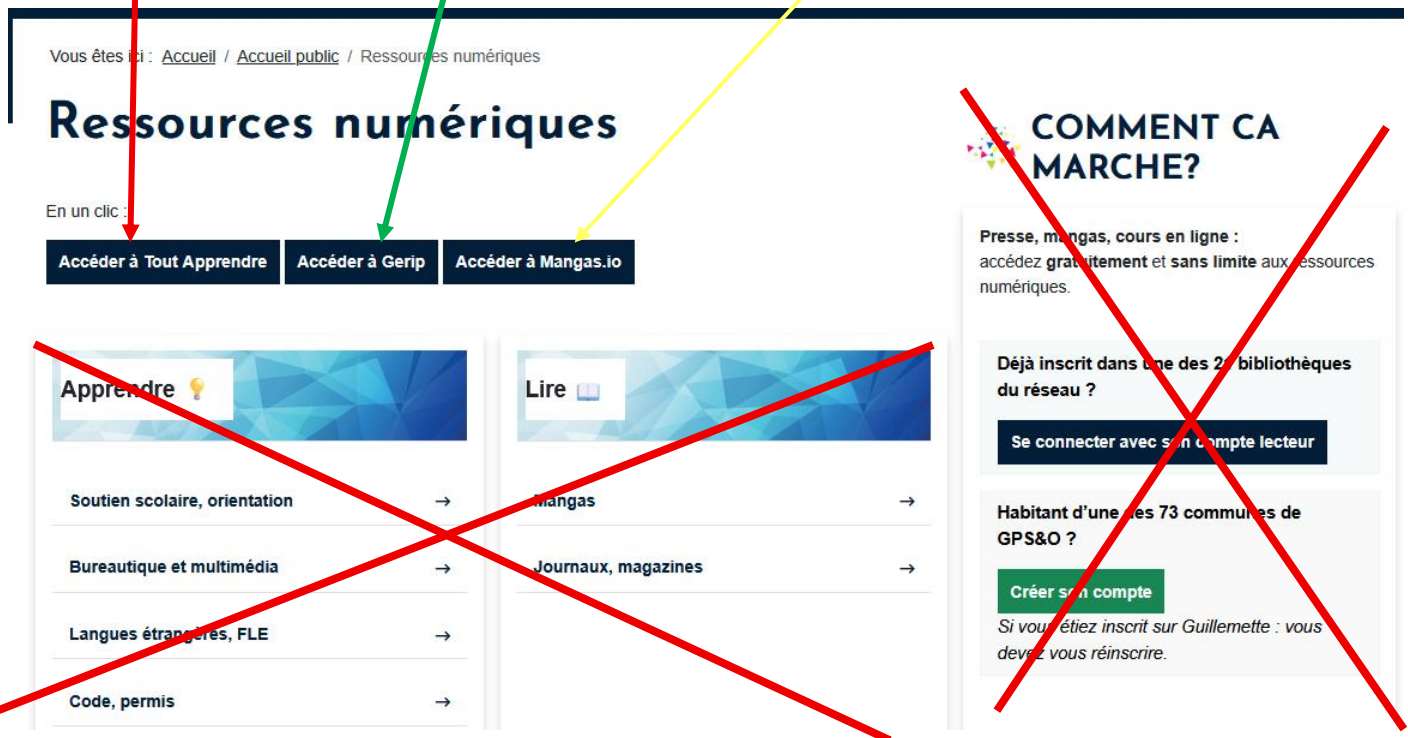 Vous êtes ici : Accueil / Accueil public / Ressources numériques
Ressources numériques
En un clic :
Accéder à Tout Apprendre
Accéder à Gerip
Accéder à Mangas.io
Apprendre
Soutien scolaire, orientation
Bureautique et multimédia
Langues étrangères, FLE
Code, permis
Lire
Mangas
Journaux, magazines
COMMENT CA
MARCHE?
Presse, mangas, cours en ligne :
accédez gratuitement et sans limite aux ressources
numériques.
Déjà inscrit dans une des bibliothèques
du réseau ?
Se connecter avec son compte lecteur
Habitant d'une des 73 communes de
GPS&O ?
Créer son compte
Si vous étiez inscrit sur Guillemette : vous
devez vous réinscrire.